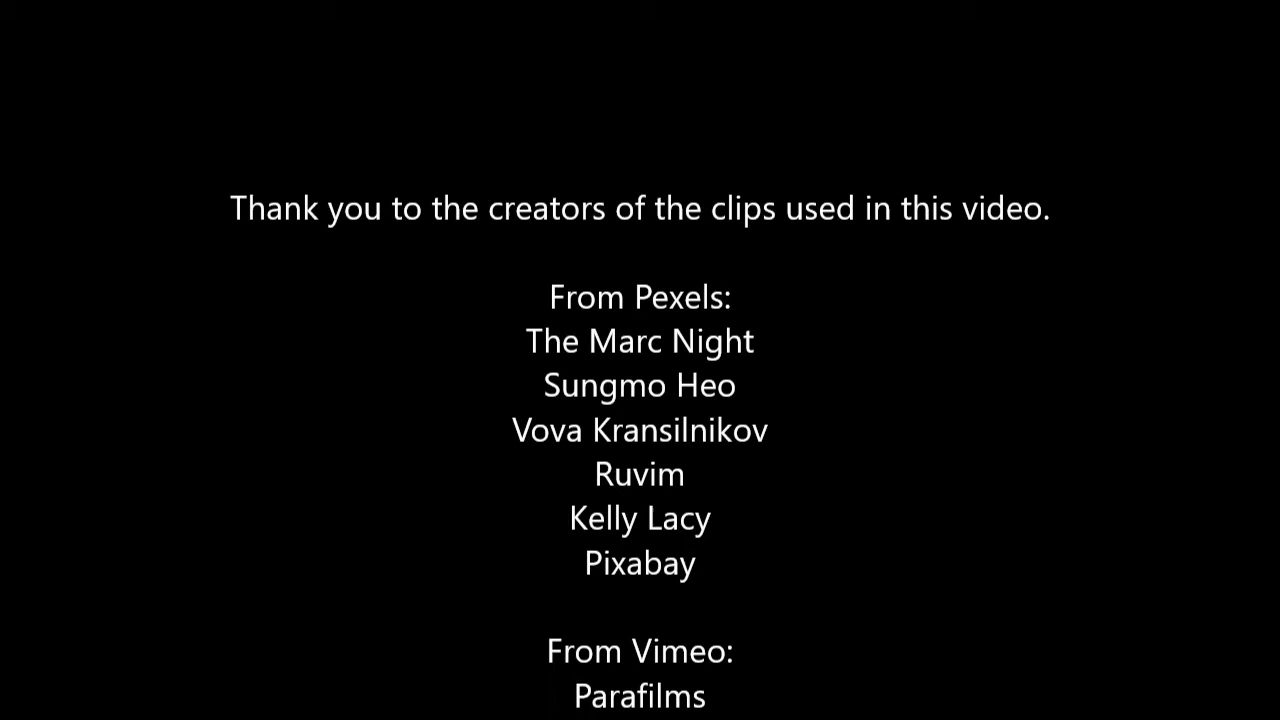 Thank you to the creators of the clips used in this video.
From Pexels:
The Marc Night
Sungmo Heo
Vova Kransilnikov
Ruvim
Kelly Lacy
Pixabay
From Vimeo:
Parafilms